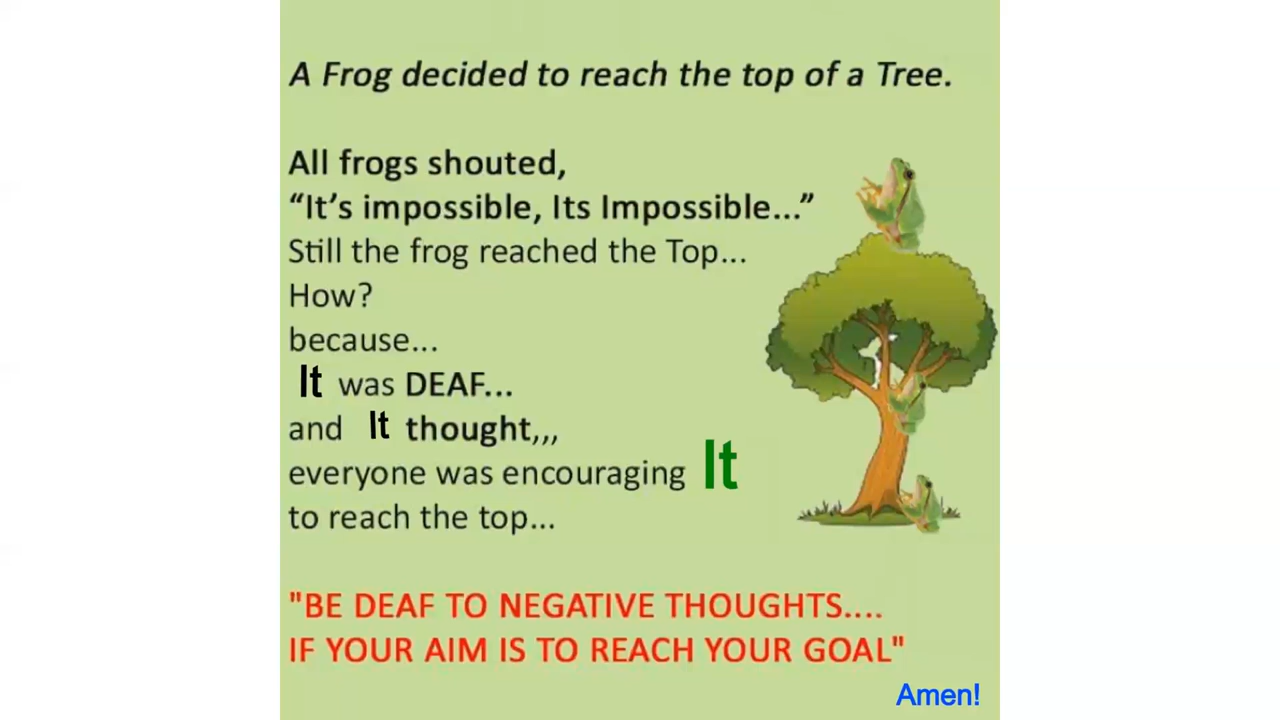 A Frog decided to reach the top of a Tree.
All frogs shouted,
“It’s impossible, Its Impossible...”
Still the frog reached the Top...
How?
because...
It was DEAF...
and It thought,,,
everyone was encouraging It
to reach the top...
"BE DEAF TO NEGATIVE THOUGHTS....
IF YOUR AIM IS TO REACH YOUR GOAL"
Amen!